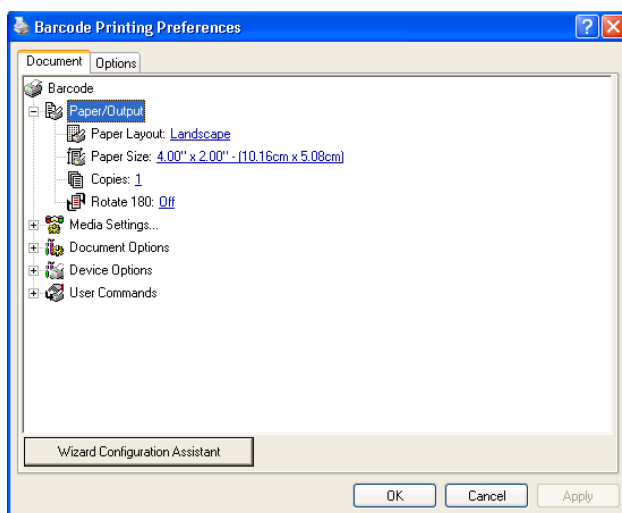 Barcode Printing Preferences
Document Options
Barcode
Paper/Output
Paper Layout: Landscape
Paper Size: 4.00" x 2.00" - (10.16cm x 5.08cm)
Copies: 1
Rotate 180: Off
Media Settings...
Document Options
Device Options
User Commands
Wizard Configuration Assistant
OK Cancel Apply